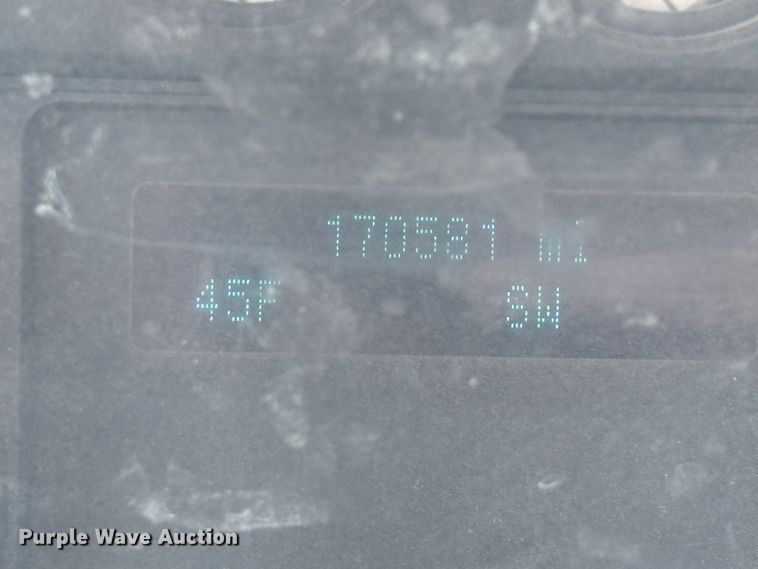 170581 mi
45F SW
Purple Wave Auction